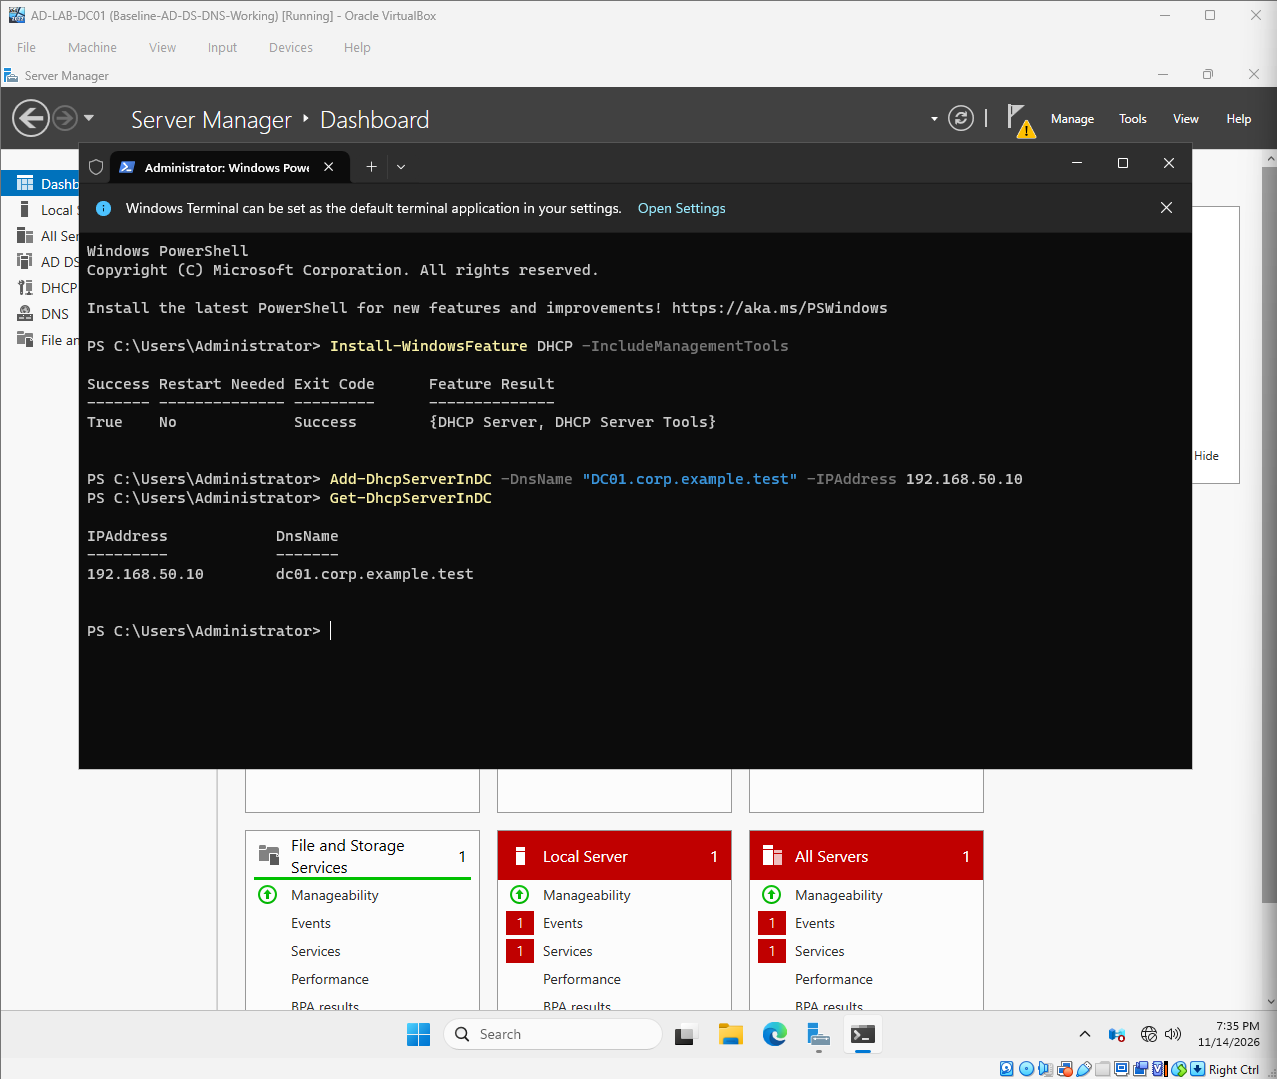 AD-LAB-DC01 (Baseline-AD-DS-DNS-Working) [Running] - Oracle VirtualBox
File Machine View Input Devices Help
Server Manager
Server Manager Dashboard
Manage Tools View Help
Administrator: Windows Powe
Windows Terminal can be set as the default terminal application in your settings. Open Settings
Dashb
Local
All Ser
AD DS
DHCP
DNS
File an
Windows PowerShell
Copyright (C) Microsoft Corporation. All rights reserved.
Install the latest PowerShell for new features and improvements! https://aka.ms/PSWindows
PS C:\Users\Administrator> Install-WindowsFeature DHCP -IncludeManagementTools
Success Restart Needed Exit Code      Feature Result
------- -------------- ---------      --------------
True    No             Success        {DHCP Server, DHCP Server Tools}
PS C:\Users\Administrator> Add-DhcpServerInDC -DnsName "DC01.corp.example.test" -IPAddress 192.168.50.10
PS C:\Users\Administrator> Get-DhcpServerInDC
IPAddress            DnsName
---------            -------
192.168.50.10        dc01.corp.example.test
PS C:\Users\Administrator>
Hide
File and Storage
Services
1
Manageability
Events
Services
Performance
BPA results
Local Server 1
Manageability
1 Events
1 Services
Performance
BPA results
All Servers 1
Manageability
1 Events
1 Services
Performance
BPA results
Search
7:35 PM
11/14/2026
Right Ctrl